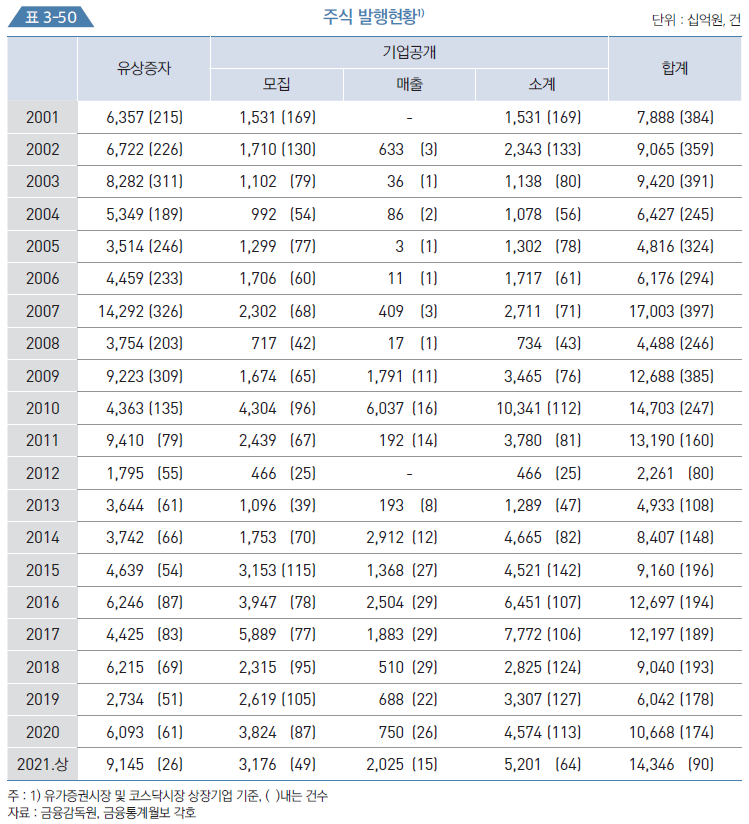 표 3-50 주식 발행현황1) 단위 : 십억원, 건
유상증자 기업공개 합계
모집 매출 소계
2001 6,357 (215) 1,531 (169) - 1,531 (169) 7,888 (384)
2002 6,722 (226) 1,710 (130) 633 (3) 2,343 (133) 9,065 (359)
2003 8,282 (311) 1,102 (79) 36 (1) 1,138 (80) 9,420 (391)
2004 5,349 (189) 992 (54) 86 (2) 1,078 (56) 6,427 (245)
2005 3,514 (246) 1,299 (77) 3 (1) 1,302 (78) 4,816 (324)
2006 4,459 (233) 1,706 (60) 11 (1) 1,717 (61) 6,176 (294)
2007 14,292 (326) 2,302 (68) 409 (3) 2,711 (71) 17,003 (397)
2008 3,754 (203) 717 (42) 17 (1) 734 (43) 4,488 (246)
2009 9,223 (309) 1,674 (65) 1,791 (11) 3,465 (76) 12,688 (385)
2010 4,363 (135) 4,304 (96) 6,037 (16) 10,341 (112) 14,703 (247)
2011 9,410 (79) 2,439 (67) 192 (14) 3,780 (81) 13,190 (160)
2012 1,795 (55) 466 (25) - 466 (25) 2,261 (80)
2013 3,644 (61) 1,096 (39) 193 (8) 1,289 (47) 4,933 (108)
2014 3,742 (66) 1,753 (70) 2,912 (12) 4,665 (82) 8,407 (148)
2015 4,639 (54) 3,153 (115) 1,368 (27) 4,521 (142) 9,160 (196)
2016 6,246 (87) 3,947 (78) 2,504 (29) 6,451 (107) 12,697 (194)
2017 4,425 (83) 5,889 (77) 1,883 (29) 7,772 (106) 12,197 (189)
2018 6,215 (69) 2,315 (95) 510 (29) 2,825 (124) 9,040 (193)
2019 2,734 (51) 2,619 (105) 688 (22) 3,307 (127) 6,042 (178)
2020 6,093 (61) 3,824 (87) 750 (26) 4,574 (113) 10,668 (174)
2021.상 9,145 (26) 3,176 (49) 2,025 (15) 5,201 (64) 14,346 (90)
주 : 1) 유가증권시장 및 코스닥시장 상장기업 기준, ( )내는 건수
자료 : 금융감독원, 금융통계월보 각호